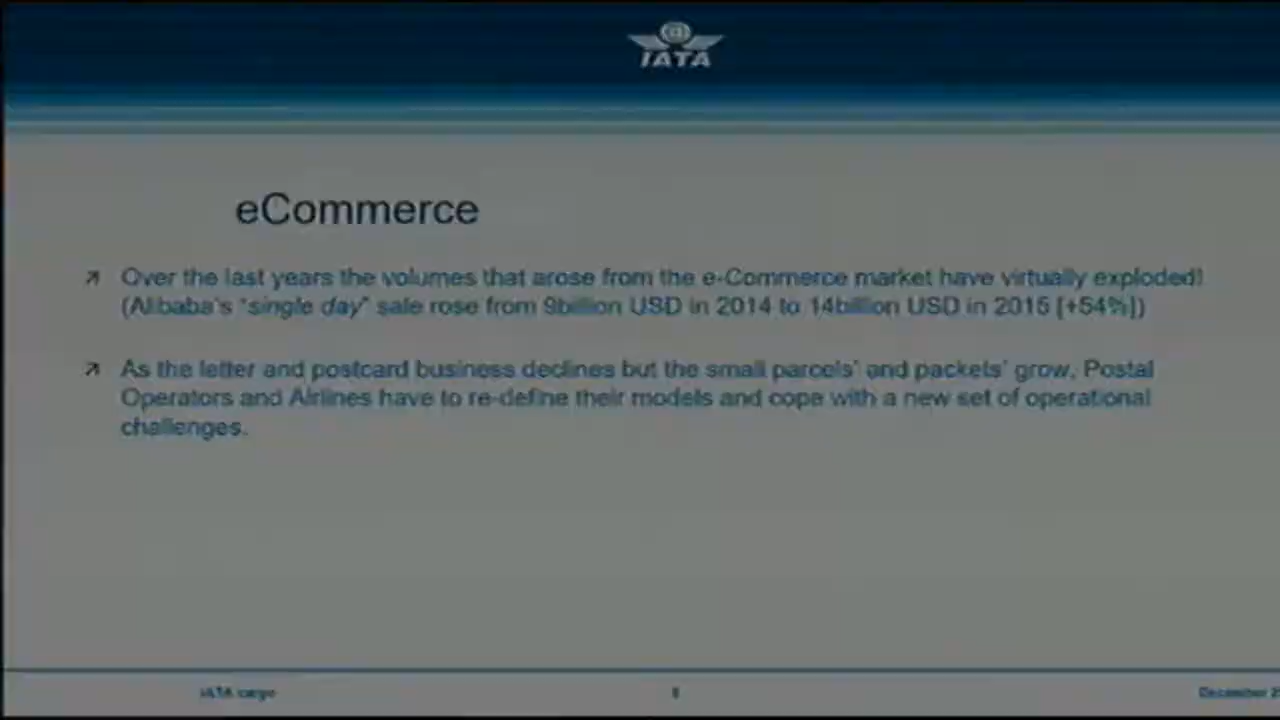 IATA
eCommerce
Over the last years the volumes that arose from the e-Commerce market have virtually exploded!
(Alibaba's "single day" sale rose from 9billion USD in 2014 to 14billion USD in 2015 [+54%])
As the letter and postcard business declines but the small parcels' and packets' grow, Postal
Operators and Airlines have to re-define their models and cope with a new set of operational
challenges.
IATA cargo
December 2